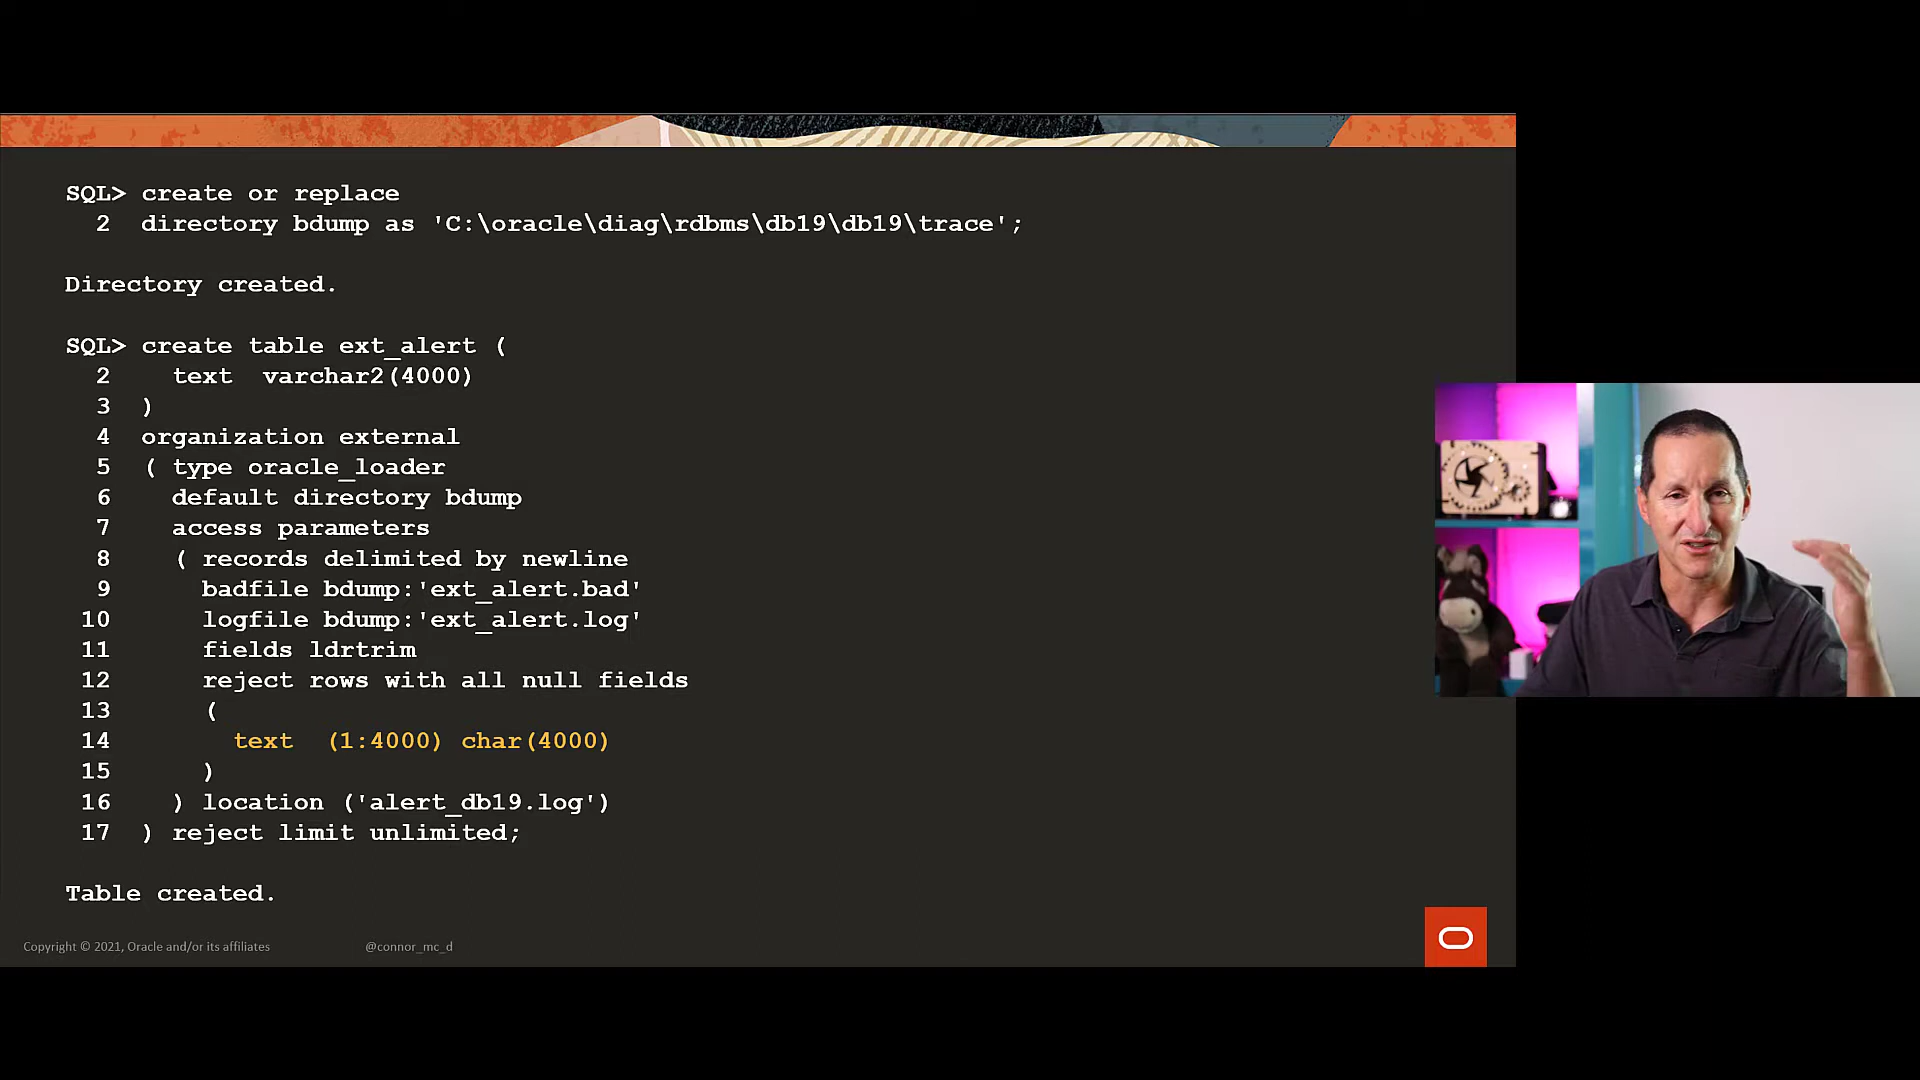 SQL> create or replace
2 directory bdump as 'C:\oracle\diag\rdbms\db19\db19\trace';
Directory created.
SQL> create table ext_alert (
2 text varchar2(4000)
3 )
4 organization external
5 ( type oracle_loader
6 default directory bdump
7 access parameters
8 ( records delimited by newline
9 badfile bdump:'ext_alert.bad'
10 logfile bdump:'ext_alert.log'
11 fields ldrtrim
12 reject rows with all null fields
13 (
14 text (1:4000) char(4000)
15 )
16 ) location ('alert_db19.log')
17 ) reject limit unlimited;
Table created.
Copyright © 2021, Oracle and/or its affiliates @connor_mc_d